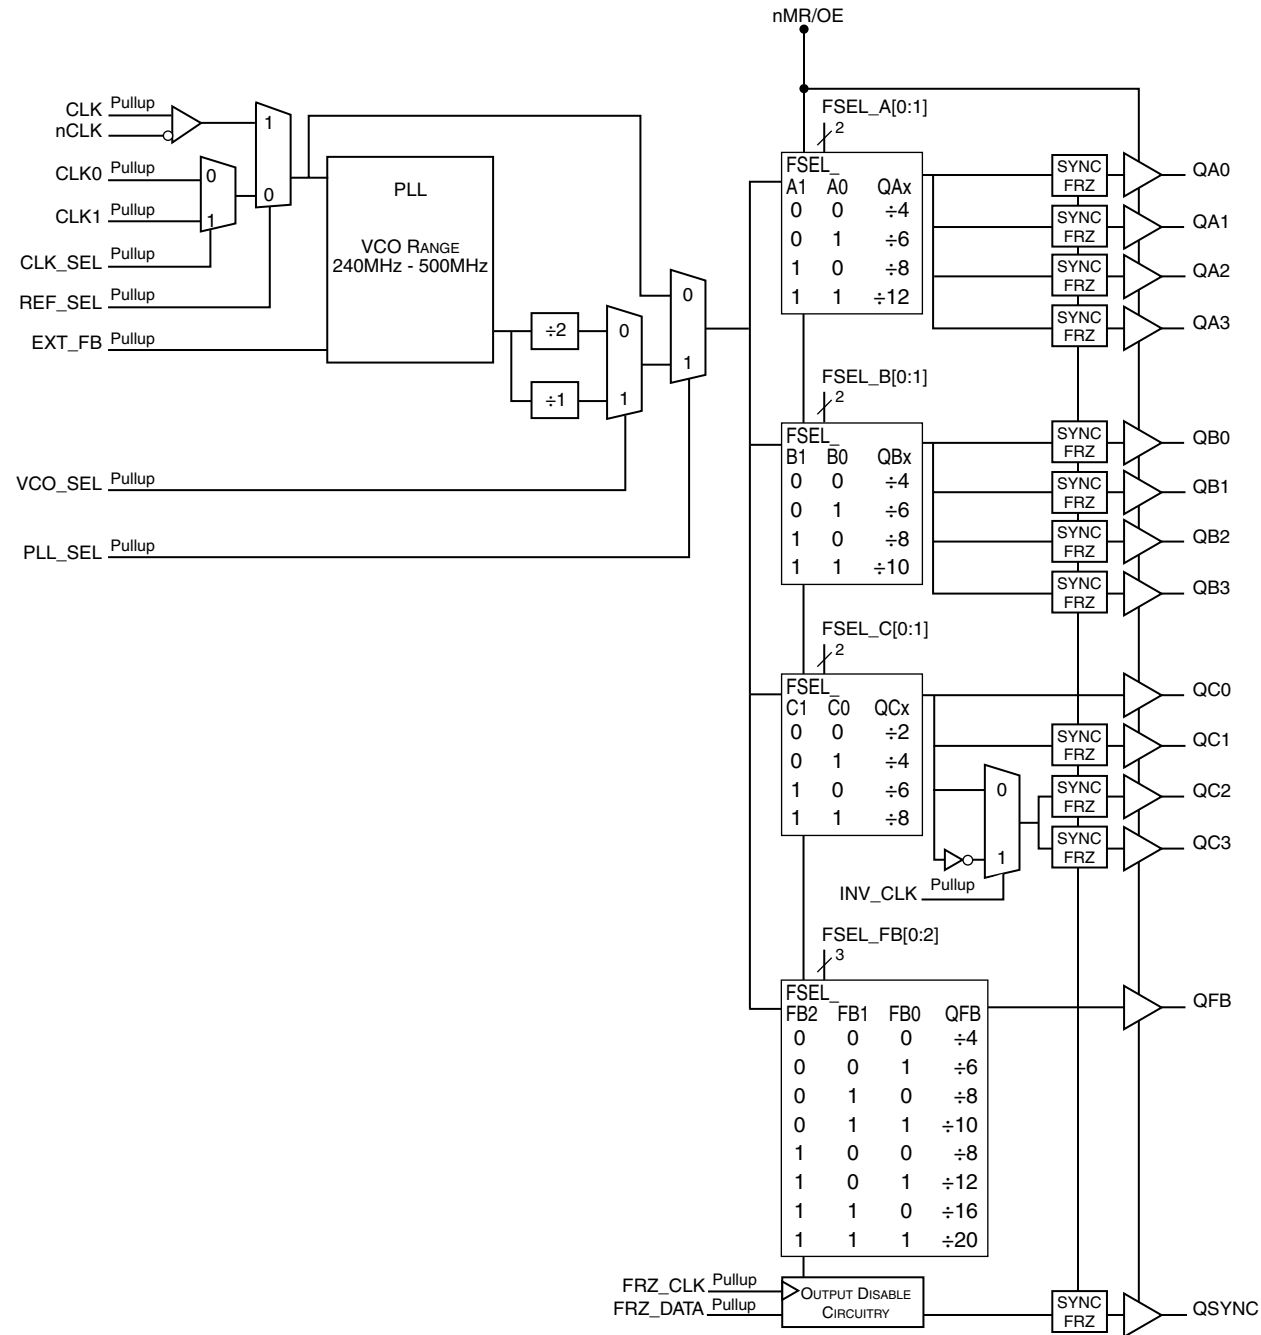 nMR/OE
CLK Pullup
nCLK
1
CLK0 Pullup
0
CLK1 Pullup
1
0
CLK_SEL Pullup
REF_SEL Pullup
EXT_FB Pullup
PLL
VCO RANGE
240MHz - 500MHz
÷2
÷1
0
1
0
1
VCO_SEL Pullup
PLL_SEL Pullup
FSEL_A[0:1]
2
FSEL_
A1 A0 QAx
0 0 ÷4
0 1 ÷6
1 0 ÷8
1 1 ÷12
SYNC
FRZ
QA0
SYNC
FRZ
QA1
SYNC
FRZ
QA2
SYNC
FRZ
QA3
FSEL_B[0:1]
2
FSEL_
B1 B0 QBx
0 0 ÷4
0 1 ÷6
1 0 ÷8
1 1 ÷10
SYNC
FRZ
QB0
SYNC
FRZ
QB1
SYNC
FRZ
QB2
SYNC
FRZ
QB3
FSEL_C[0:1]
2
FSEL_
C1 C0 QCx
0 0 ÷2
0 1 ÷4
1 0 ÷6
1 1 ÷8
QC0
SYNC
FRZ
QC1
0
1
SYNC
FRZ
QC2
SYNC
FRZ
QC3
INV_CLK Pullup
FSEL_FB[0:2]
3
FSEL_
FB2 FB1 FB0 QFB
0 0 0 ÷4
0 0 1 ÷6
0 1 0 ÷8
0 1 1 ÷10
1 0 0 ÷8
1 0 1 ÷12
1 1 0 ÷16
1 1 1 ÷20
QFB
FRZ_CLK Pullup
FRZ_DATA Pullup
OUTPUT DISABLE
CIRCUITRY
SYNC
FRZ
QSYNC